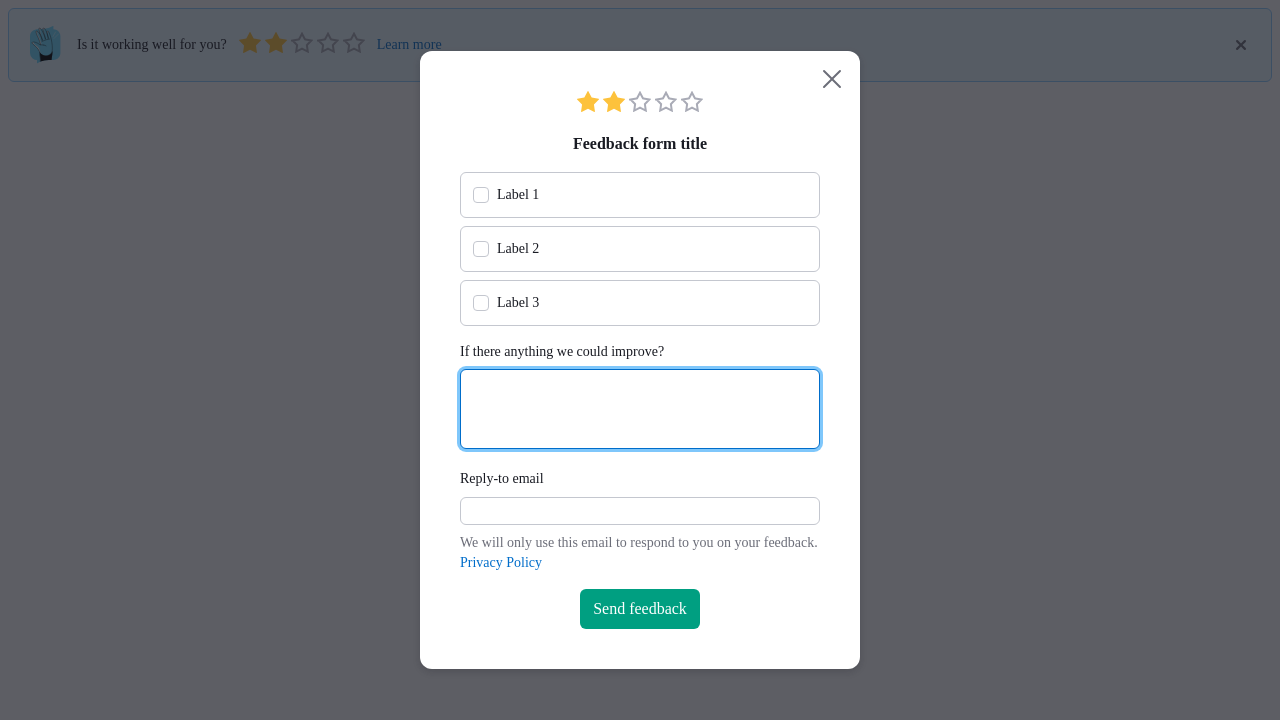 Is it working well for you? Learn more
Feedback form title
Label 1
Label 2
Label 3
If there anything we could improve?
Reply-to email
We will only use this email to respond to you on your feedback.
Privacy Policy
Send feedback